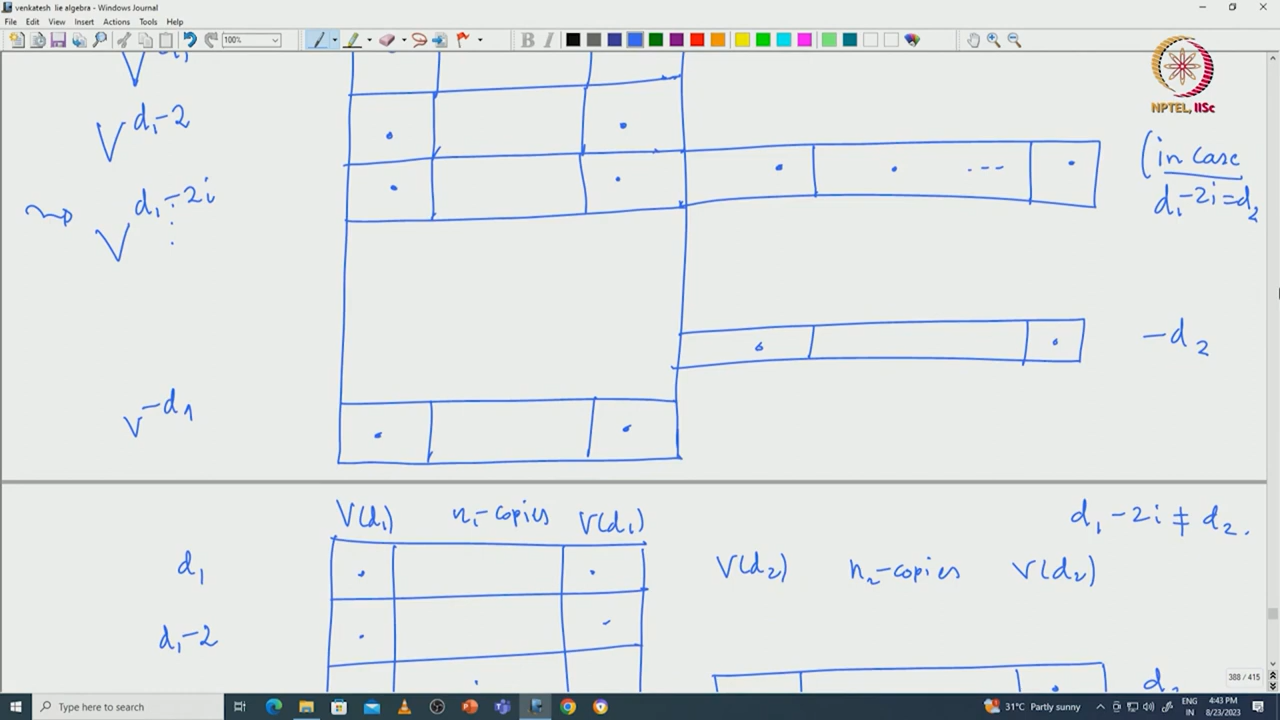 venkatesh lie algebra - Windows Journal
File Edit View Insert Actions Tools Help
100%
B I
NPTEL, IISc
V^{d_1-2}
(in case
d_1-2i=d_2
V^{d_1-2i}
⋮
---
-d_2
V^{-d_1}
V(d_1) n_1-copies V(d_1)
d_1-2i ≠ d_2.
d_1
V(d_2) n_2-copies V(d_2)
d_1-2
388 / 415
Type here to search
31°C Partly sunny
ENG
IN
4:43 PM
8/23/2023